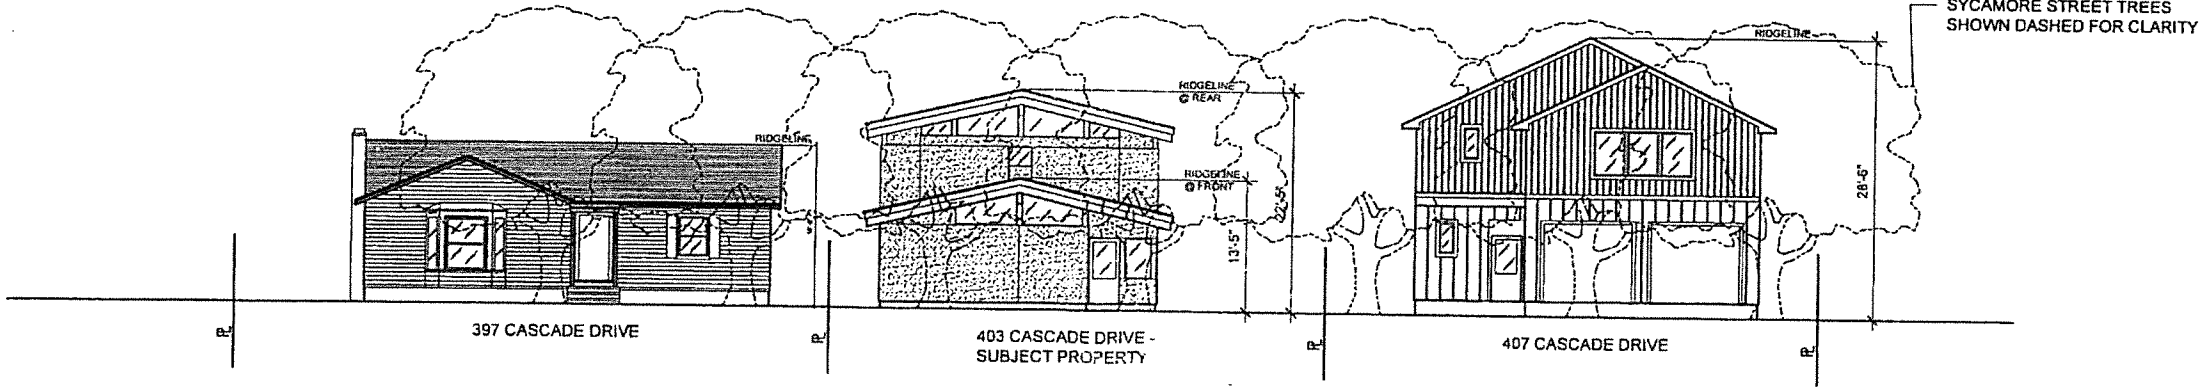 SYCAMORE STREET TREES
SHOWN DASHED FOR CLARITY
RIDGELINE
RIDGELINE
@ REAR
RIDGELINE
RIDGELINE
@ FRONT
22'-5"
13'-5"
28'-6"
397 CASCADE DRIVE
403 CASCADE DRIVE -
SUBJECT PROPERTY
407 CASCADE DRIVE